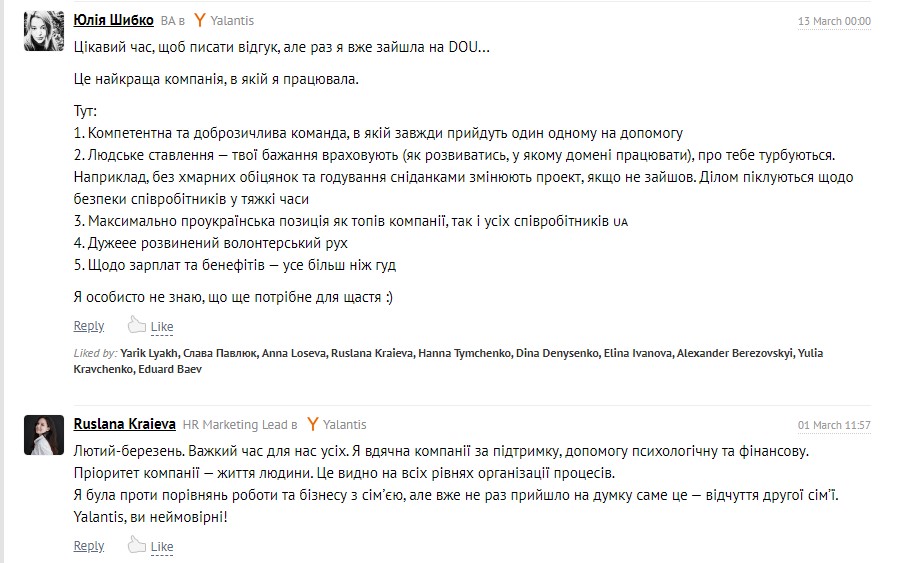 Юлія Шибко BA в Yalantis 13 March 00:00
Цікавий час, щоб писати відгук, але раз я вже зайшла на DOU...
Це найкраща компанія, в якій я працювала.
Тут:
1. Компетентна та доброзичлива команда, в якій завжди прийдуть один одному на допомогу
2. Людське ставлення — твої бажання враховують (як розвиватись, у якому домені працювати), про тебе турбуються.
Наприклад, без хмарних обіцянок та годування сніданками змінюють проект, якщо не зайшов. Ділом піклуються щодо
безпеки співробітників у тяжкі часи
3. Максимально проукраїнська позиція як топів компанії, так і усіх співробітників UA
4. Дужеее розвинений волонтерський рух
5. Щодо зарплат та бенефітів — усе більш ніж гуд
Я особисто не знаю, що ще потрібне для щастя :)
Reply Like
Liked by: Yarik Lyakh, Слава Павлюк, Anna Loseva, Ruslana Kraieva, Hanna Tymchenko, Dina Denysenko, Elina Ivanova, Alexander Berezovskyi, Yulia
Kravchenko, Eduard Baev
Ruslana Kraieva HR Marketing Lead в Yalantis 01 March 11:57
Лютий-березень. Важкий час для нас усіх. Я вдячна компанії за підтримку, допомогу психологічну та фінансову.
Пріоритет компанії — життя людини. Це видно на всіх рівнях організації процесів.
Я була проти порівнянь роботи та бізнесу з сім’єю, але вже не раз прийшло на думку саме це — відчуття другої сім’ї.
Yalantis, ви неймовірні!
Reply Like